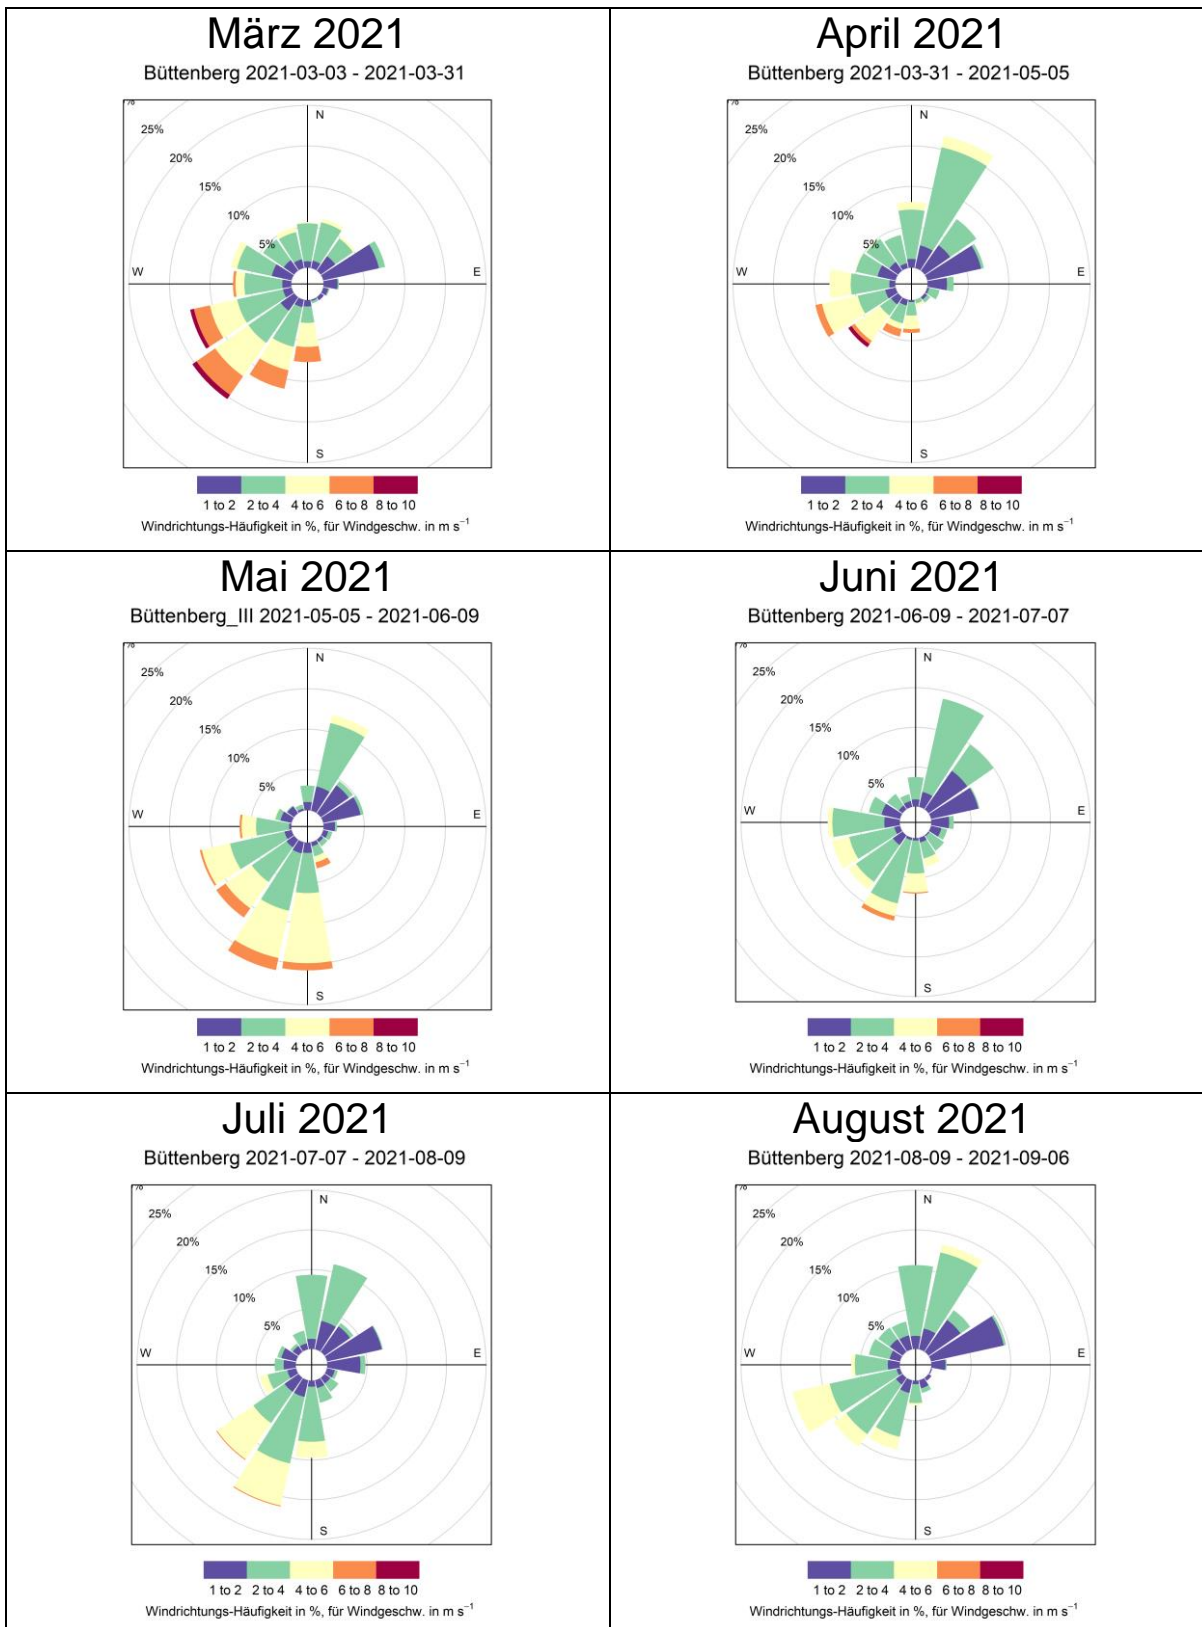 März 2021
Büttenberg 2021-03-03 - 2021-03-31
%
25%
20%
15%
10%
5%
N
W
E
S
1 to 2 2 to 4 4 to 6 6 to 8 8 to 10
Windrichtungs-Häufigkeit in %, für Windgeschw. in m s⁻¹
April 2021
Büttenberg 2021-03-31 - 2021-05-05
%
25%
20%
15%
10%
5%
N
W
E
S
1 to 2 2 to 4 4 to 6 6 to 8 8 to 10
Windrichtungs-Häufigkeit in %, für Windgeschw. in m s⁻¹
Mai 2021
Büttenberg_III 2021-05-05 - 2021-06-09
%
25%
20%
15%
10%
5%
N
W
E
S
1 to 2 2 to 4 4 to 6 6 to 8 8 to 10
Windrichtungs-Häufigkeit in %, für Windgeschw. in m s⁻¹
Juni 2021
Büttenberg 2021-06-09 - 2021-07-07
%
25%
20%
15%
10%
5%
N
W
E
S
1 to 2 2 to 4 4 to 6 6 to 8 8 to 10
Windrichtungs-Häufigkeit in %, für Windgeschw. in m s⁻¹
Juli 2021
Büttenberg 2021-07-07 - 2021-08-09
%
25%
20%
15%
10%
5%
N
W
E
S
1 to 2 2 to 4 4 to 6 6 to 8 8 to 10
Windrichtungs-Häufigkeit in %, für Windgeschw. in m s⁻¹
August 2021
Büttenberg 2021-08-09 - 2021-09-06
%
25%
20%
15%
10%
5%
N
W
E
S
1 to 2 2 to 4 4 to 6 6 to 8 8 to 10
Windrichtungs-Häufigkeit in %, für Windgeschw. in m s⁻¹